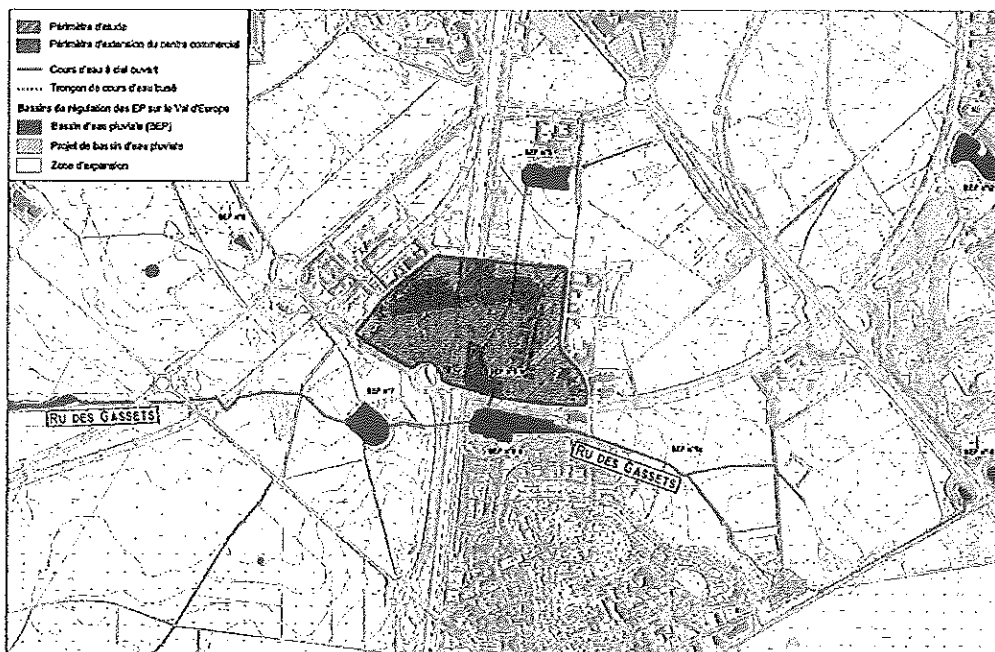 Périmètre d'étude
Périmètre d'extension du centre commercial
Cours d'eau à ciel ouvert
Tronçon de cours d'eau busé
Bassins de régulation des EP sur le Val d'Europe
Bassin d'eau pluviale (BEP)
Projet de bassin d'eau pluviale
Zone d'expansion
BEP n°7
RU DES GASSETS
RU DES GASSETS